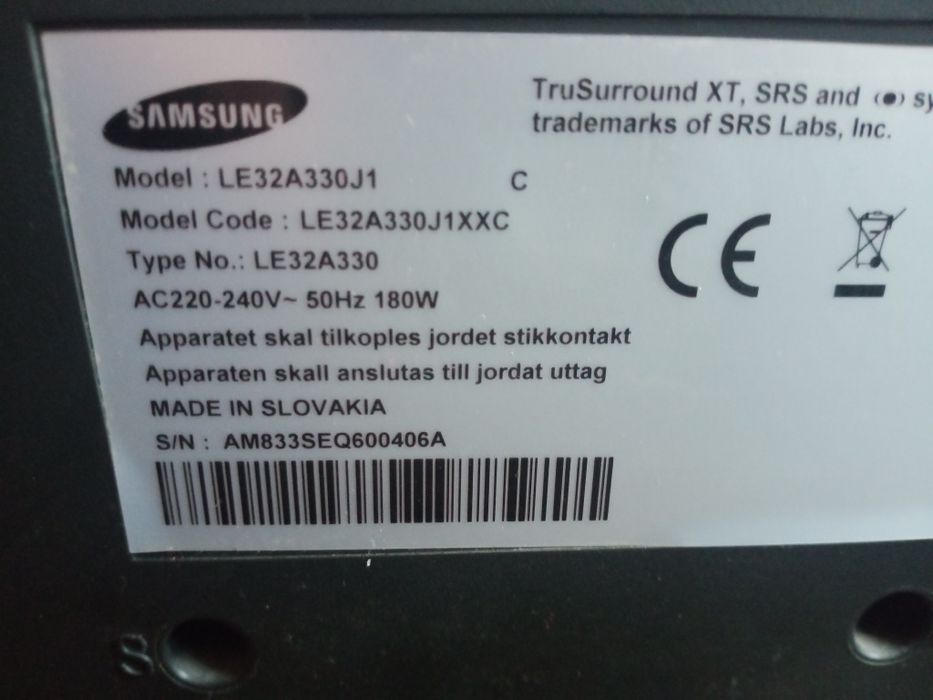 SAMSUNG
TruSurround XT, SRS and
trademarks of SRS Labs, Inc.
Model : LE32A330J1 C
Model Code : LE32A330J1XXC
Type No.: LE32A330
AC220-240V~ 50Hz 180W
Apparatet skal tilkoples jordet stikkontakt
Apparaten skall anslutas till jordat uttag
MADE IN SLOVAKIA
S/N : AM833SEQ600406A
CE
8